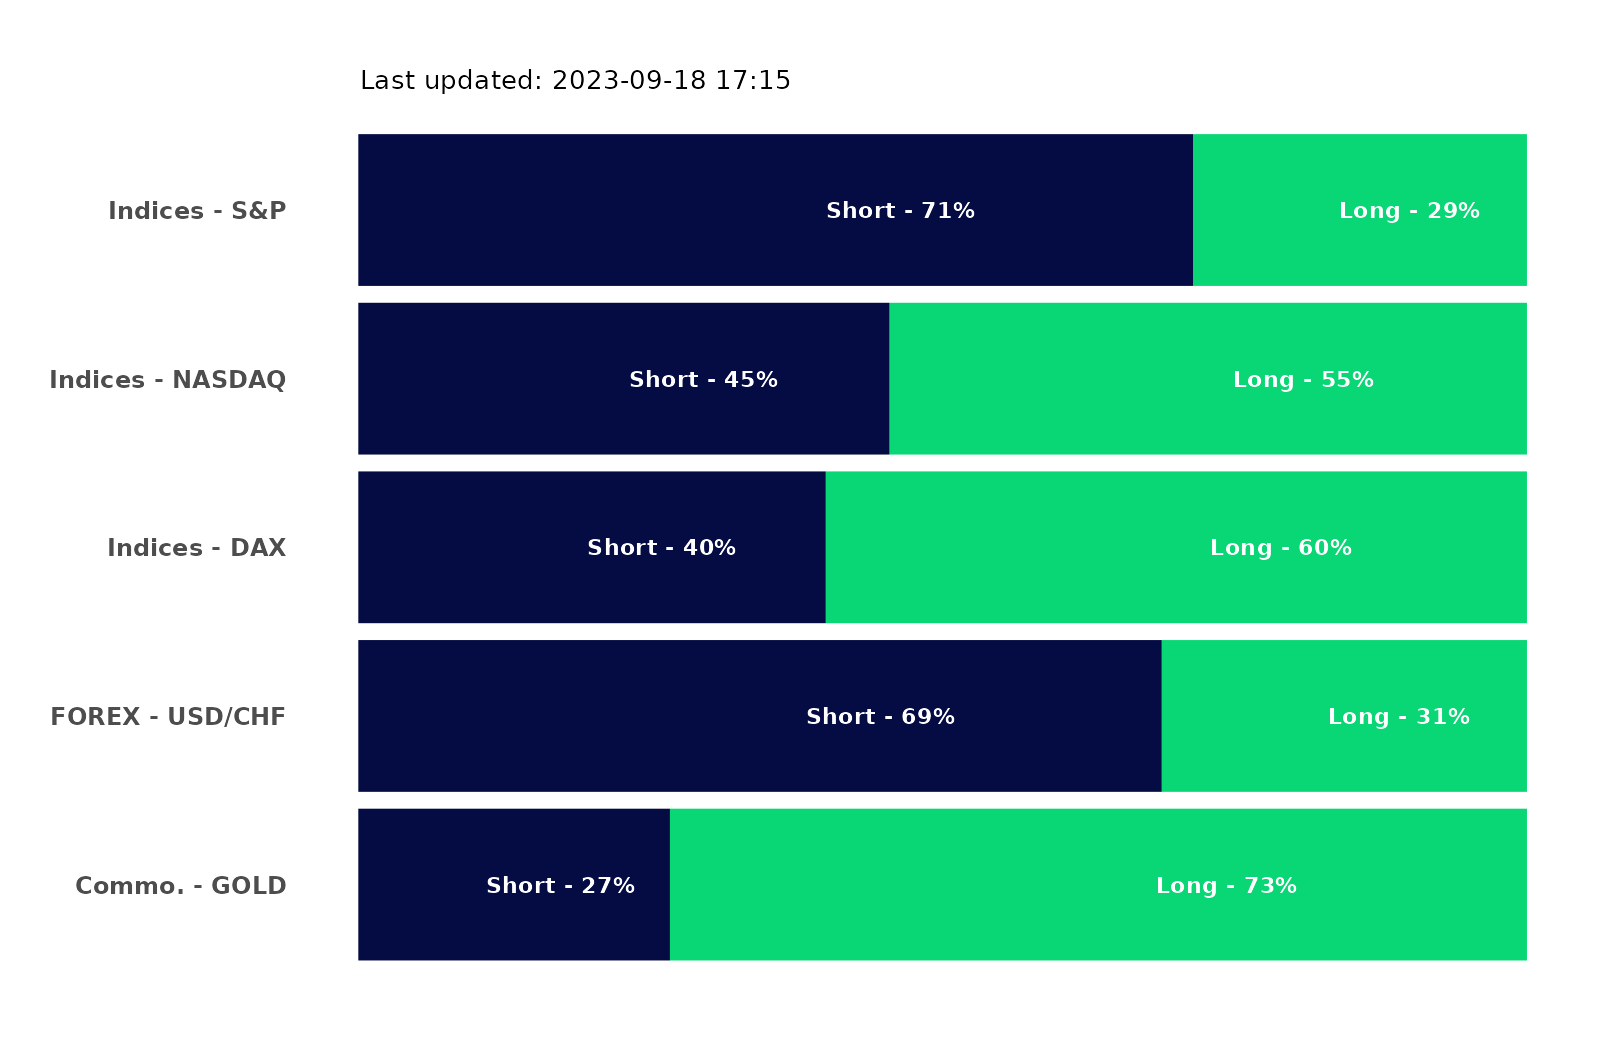 Last updated: 2023-09-18 17:15
Indices - S&P
Short - 71%
Long - 29%
Indices - NASDAQ
Short - 45%
Long - 55%
Indices - DAX
Short - 40%
Long - 60%
FOREX - USD/CHF
Short - 69%
Long - 31%
Commo. - GOLD
Short - 27%
Long - 73%